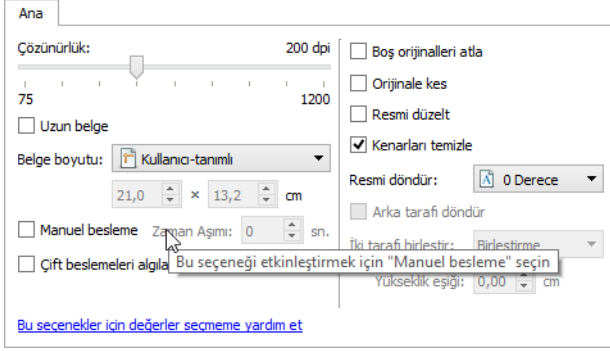 Ana
Çözünürlük: 200 dpi
75 1200
Uzun belge
Belge boyutu: Kullanıcı-tanımlı
21,0 × 13,2 cm
Manuel besleme Zaman Aşımı: 0 sn.
Çift beslemeleri
Bu seçeneği etkinleştirmek için "Manuel besleme" seçin
Bu seçenekler için değerler seçmeme yardım et
Boş orijinalleri atla
Orijinale kes
Resmi düzelt
Kenarları temizle
Resmi döndür: A 0 Derece
Arka tarafı döndür
İki tarafı birleştir: Birleştirme
Yükseklik eşiği: 0,00 cm